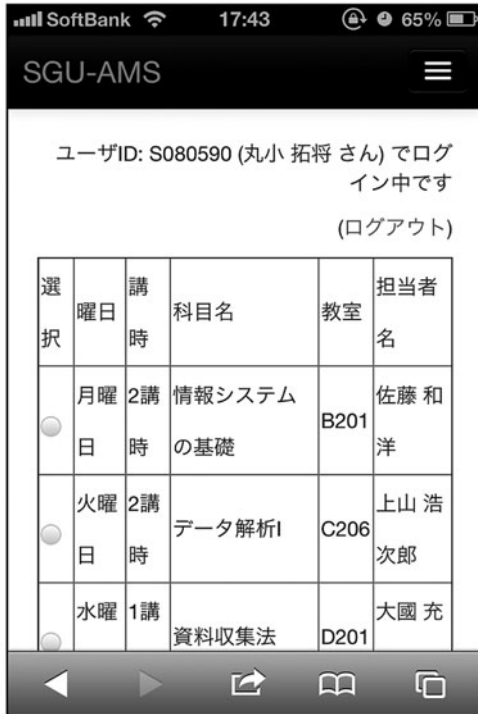 SoftBank 17:43 65%
SGU-AMS
ユーザID: S080590 (丸小 拓将 さん) でログ
イン中です
(ログアウト)
選択 曜日 講時 科目名 教室 担当者名
月曜日 2講時 情報システムの基礎 B201 佐藤 和洋
火曜日 2講時 データ解析I C206 上山 浩次郎
水曜 1講 資料収集法 D201 大國 充